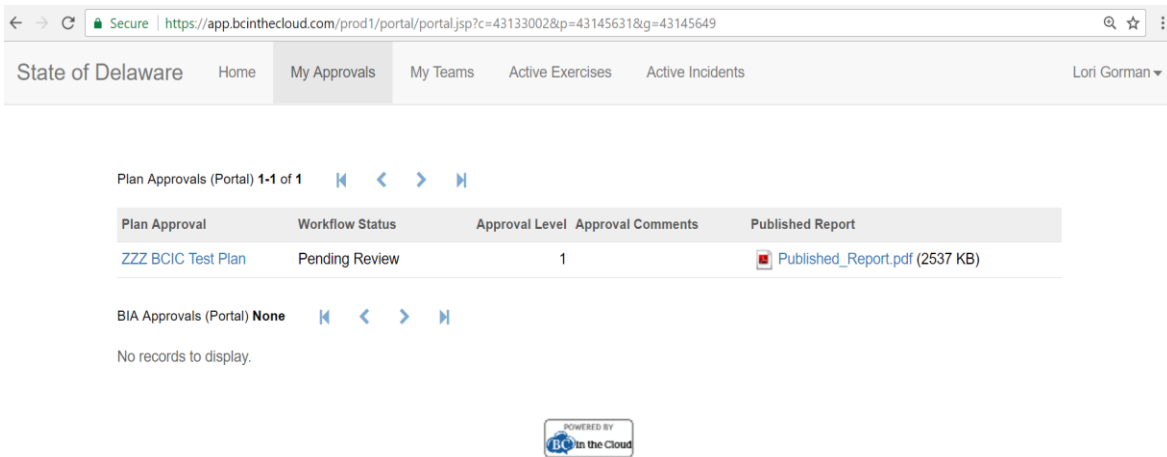 Secure | https://app.bcinthecloud.com/prod1/portal/portal.jsp?c=43133002&p=43145631&g=43145649
State of Delaware Home My Approvals My Teams Active Exercises Active Incidents Lori Gorman
Plan Approvals (Portal) 1-1 of 1
Plan Approval Workflow Status Approval Level Approval Comments Published Report
ZZZ BCIC Test Plan Pending Review 1 Published_Report.pdf (2537 KB)
BIA Approvals (Portal) None
No records to display.
POWERED BY
BC in the Cloud